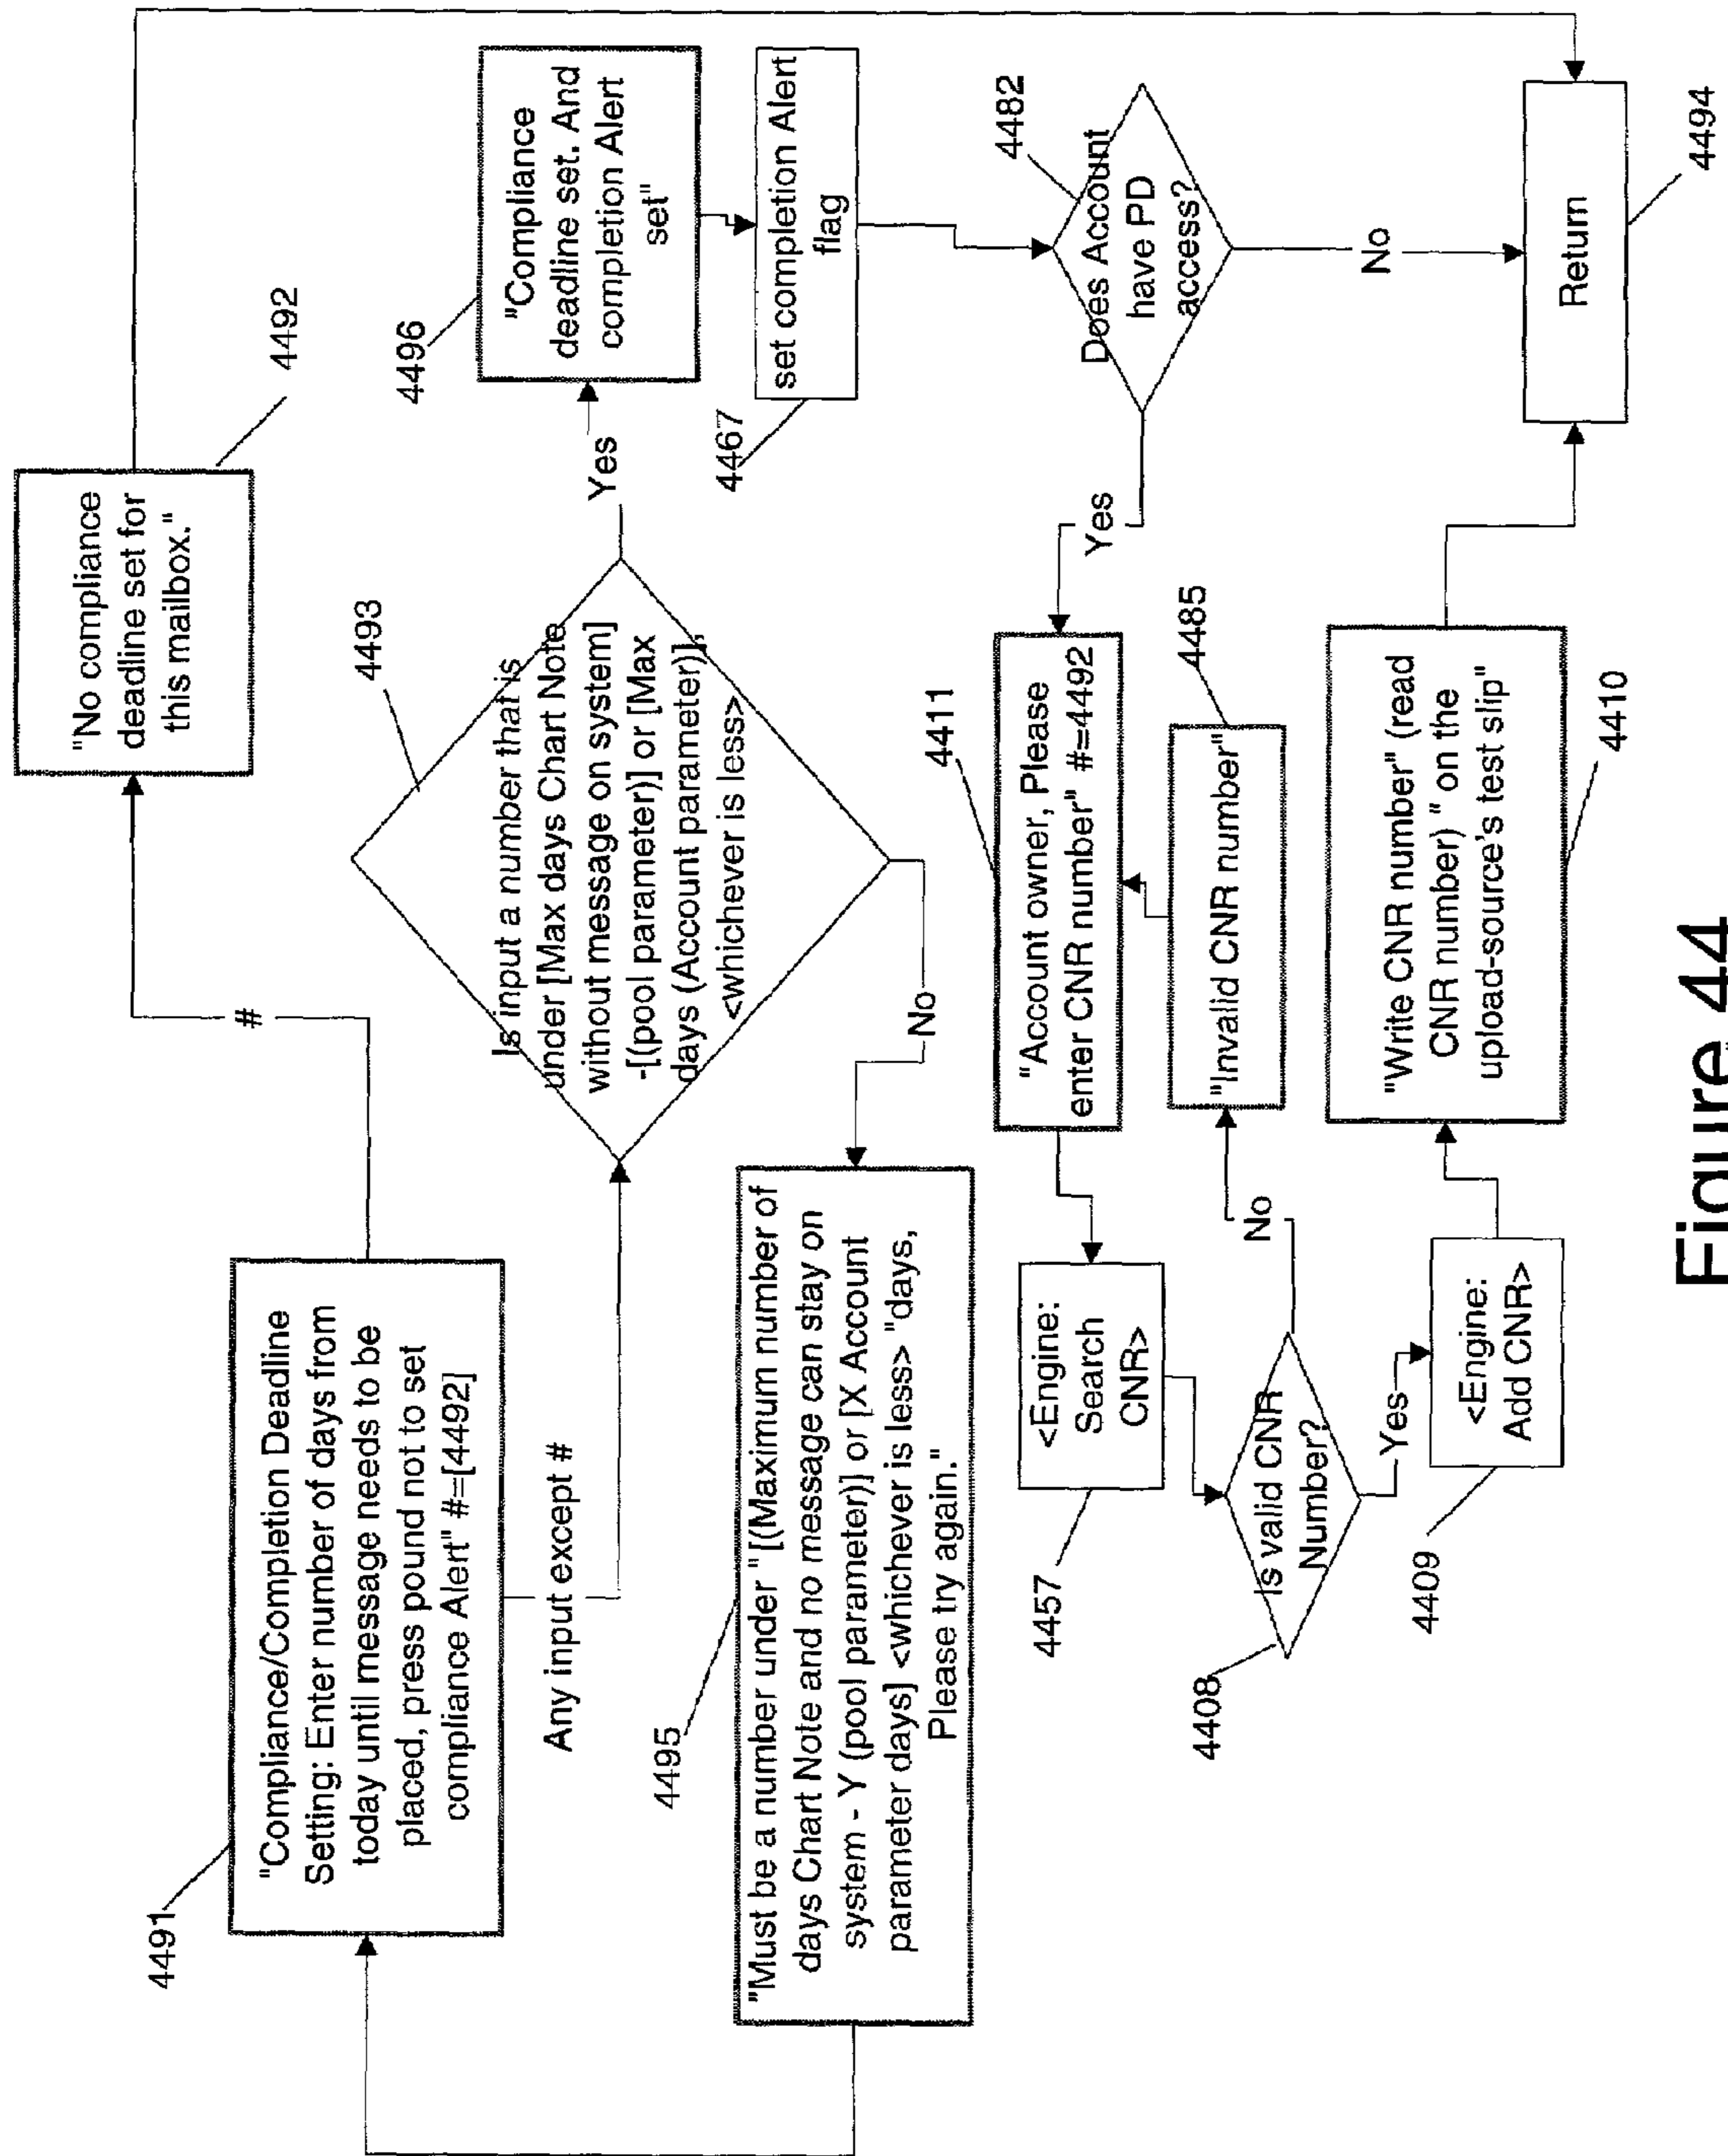 4491
"Compliance/Completion Deadline
Setting: Enter number of days from
today until message needs to be
placed, press pound not to set
compliance Alert" #=[4492]
#
"No compliance
deadline set for
this mailbox."
4492
Any input except #
4493
Is input a number that is
under [Max days Chart Note
without message on system]
-[(pool parameter)] or [Max
days (Account parameter)],
<whichever is less>
Yes
4496
"Compliance
deadline set. And
completion Alert
set"
No
4495
"Must be a number under "[(Maximum number of
days Chart Note and no message can stay on
system - Y (pool parameter)] or [X Account
parameter days] <whichever is less> "days,
Please try again."
4467
set completion Alert
flag
4482
Does Account
have PD
access?
Yes
No
4411
"Account owner, Please
enter CNR number" #=4492
4457
<Engine:
Search
CNR>
4408
Is valid CNR
Number?
No
4485
"Invalid CNR number"
Yes
4409
<Engine:
Add CNR>
"Write CNR number" (read
CNR number) " on the
upload-source's test slip"
4410
Return
4494
Figure 44